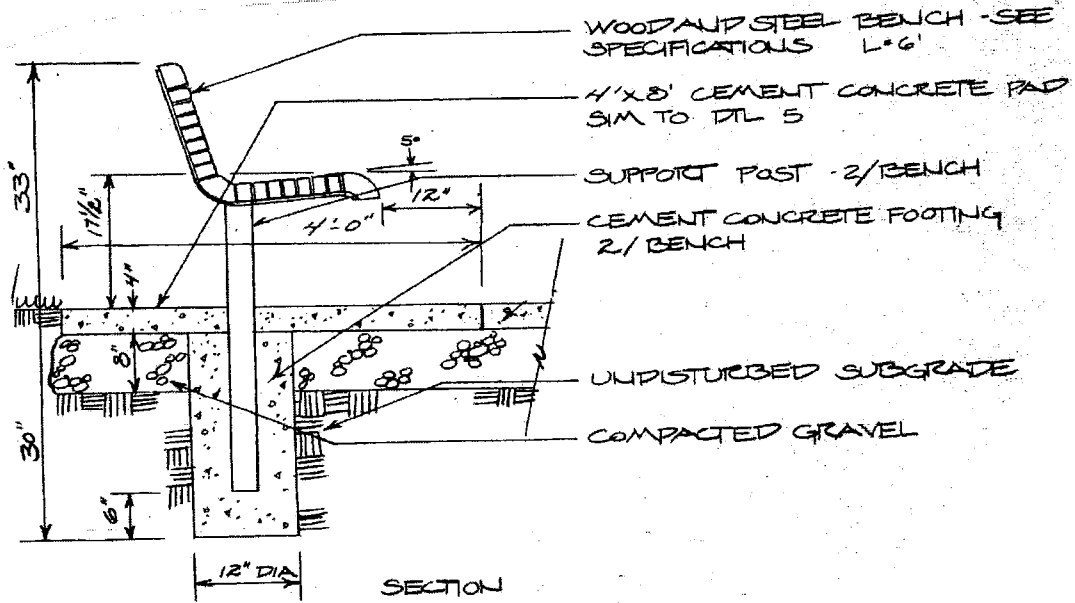 WOOD AND STEEL BENCH - SEE
SPECIFICATIONS L=6'
4'x8' CEMENT CONCRETE PAD
SIM TO DTL 5
SUPPORT POST - 2/BENCH
CEMENT CONCRETE FOOTING
2/BENCH
UNDISTURBED SUBGRADE
COMPACTED GRAVEL
33"
17½"
5°
12"
4'-0"
4"
8"
30"
6"
12" DIA
SECTION